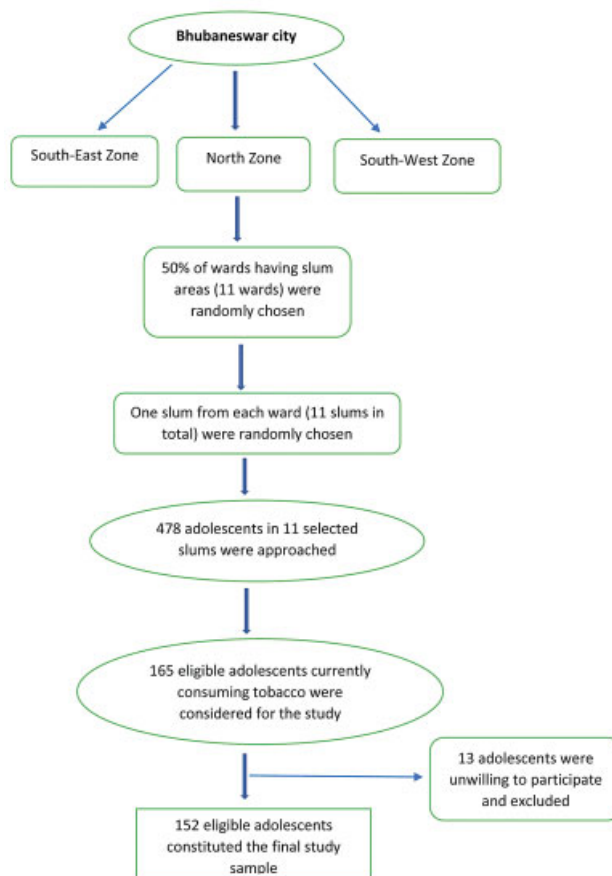 Bhubaneswar city
South-East Zone
North Zone
South-West Zone
50% of wards having slum
areas (11 wards) were
randomly chosen
One slum from each ward (11 slums in
total) were randomly chosen
478 adolescents in 11 selected
slums were approached
165 eligible adolescents currently
consuming tobacco were
considered for the study
13 adolescents were
unwilling to participate
and excluded
152 eligible adolescents
constituted the final study
sample